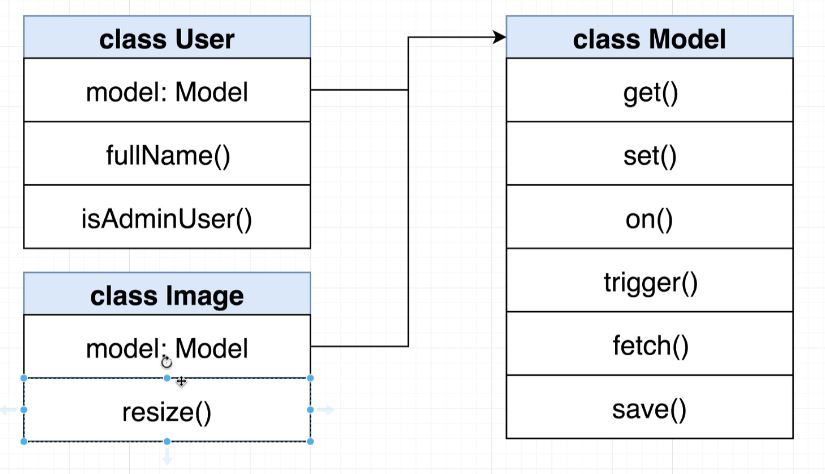 class User
model: Model
fullName()
isAdminUser()
class Image
model: Model
resize()
class Model
get()
set()
on()
trigger()
fetch()
save()